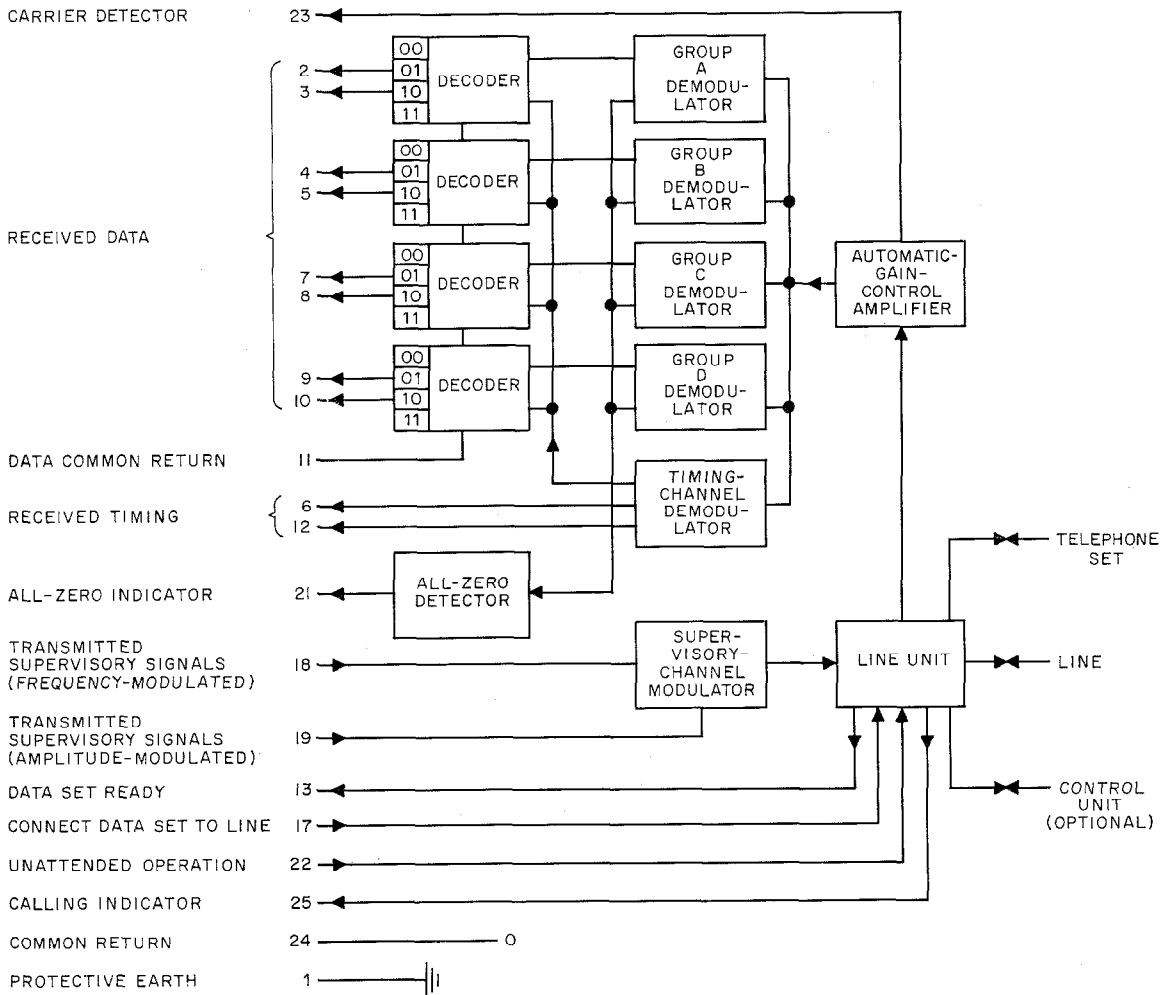 CARRIER DETECTOR 23
00
01
10
11
DECODER
GROUP
A
DEMODU-
LATOR
2
3
00
01
10
11
DECODER
GROUP
B
DEMODU-
LATOR
4
5
RECEIVED DATA
00
01
10
11
DECODER
GROUP
C
DEMODU-
LATOR
7
8
AUTOMATIC-
GAIN-
CONTROL
AMPLIFIER
00
01
10
11
DECODER
GROUP
D
DEMODU-
LATOR
9
10
DATA COMMON RETURN 11
RECEIVED TIMING
6
12
TIMING-
CHANNEL
DEMODU-
LATOR
TELEPHONE
SET
ALL-ZERO INDICATOR 21
ALL-ZERO
DETECTOR
TRANSMITTED
SUPERVISORY SIGNALS 18
(FREQUENCY-MODULATED)
SUPER-
VISORY-
CHANNEL
MODULATOR
LINE UNIT
LINE
TRANSMITTED
SUPERVISORY SIGNALS 19
(AMPLITUDE-MODULATED)
DATA SET READY 13
CONTROL
UNIT
(OPTIONAL)
CONNECT DATA SET TO LINE 17
UNATTENDED OPERATION 22
CALLING INDICATOR 25
COMMON RETURN 24 O
PROTECTIVE EARTH 1